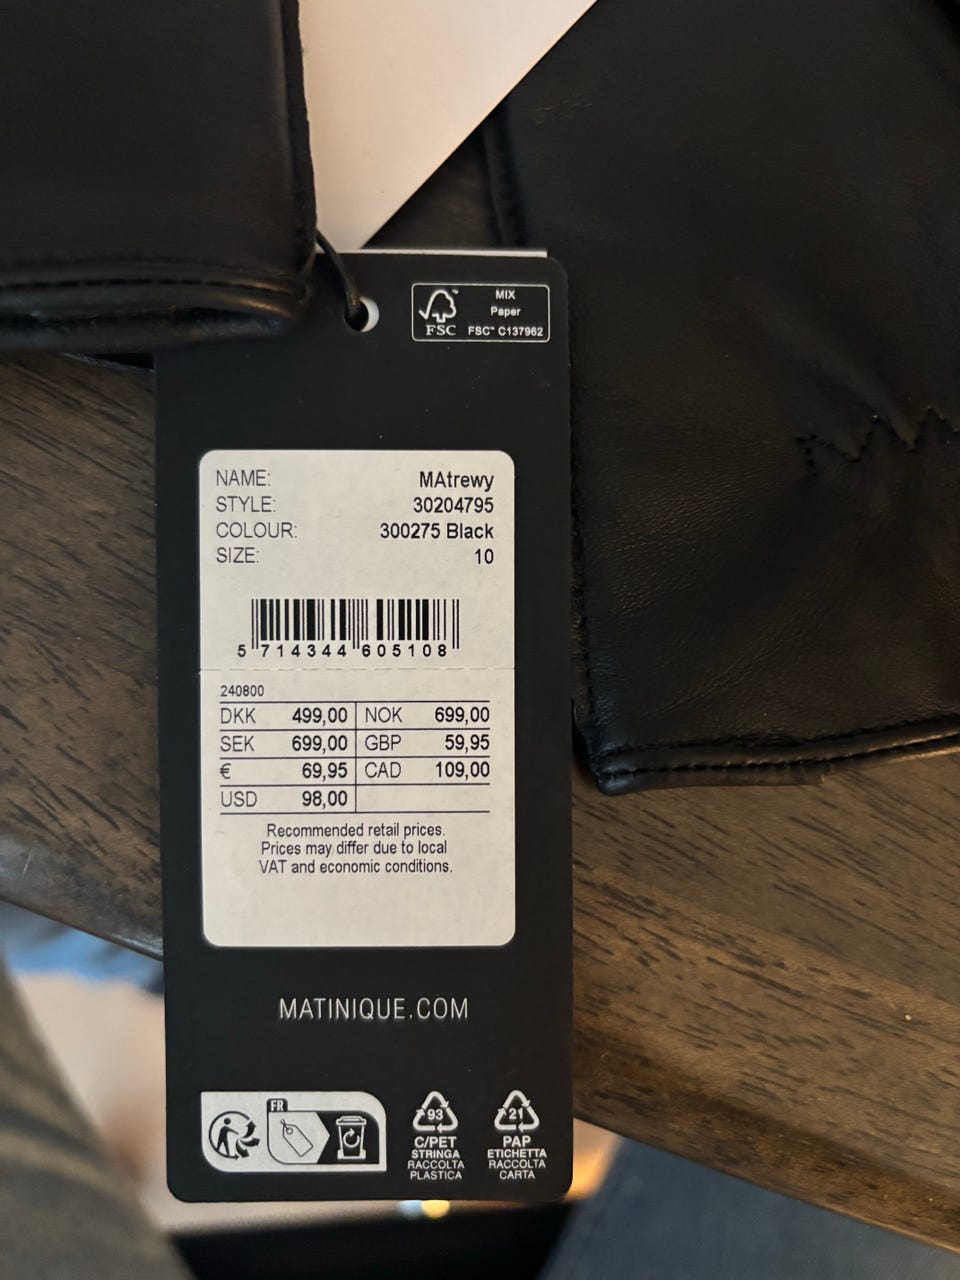 MIX
Paper
FSC™ FSC™ C137962
NAME: MAtrewy
STYLE: 30204795
COLOUR: 300275 Black
SIZE: 10
5 714344 605108
240800
DKK 499,00 NOK 699,00
SEK 699,00 GBP 59,95
€ 69,95 CAD 109,00
USD 98,00
Recommended retail prices.
Prices may differ due to local
VAT and economic conditions.
MATINIQUE.COM
FR
93 21
C/PET PAP
STRINGA ETICHETTA
RACCOLTA RACCOLTA
PLASTICA CARTA